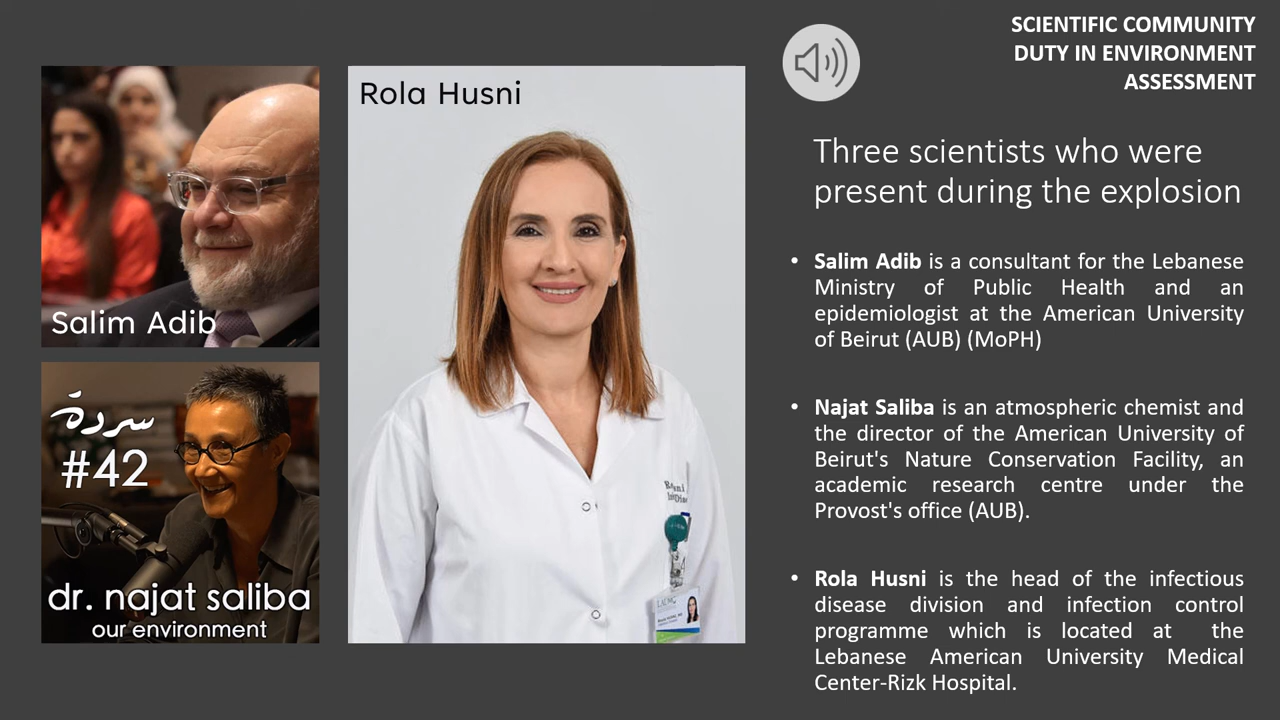 SCIENTIFIC COMMUNITY
DUTY IN ENVIRONMENT
ASSESSMENT
Salim Adib
Rola Husni
سردة
#42
dr. najat saliba
our environment
Three scientists who were
present during the explosion
• Salim Adib is a consultant for the Lebanese
Ministry of Public Health and an
epidemiologist at the American University
of Beirut (AUB) (MoPH)
• Najat Saliba is an atmospheric chemist and
the director of the American University of
Beirut's Nature Conservation Facility, an
academic research centre under the
Provost's office (AUB).
• Rola Husni is the head of the infectious
disease division and infection control
programme which is located at the
Lebanese American University Medical
Center-Rizk Hospital.